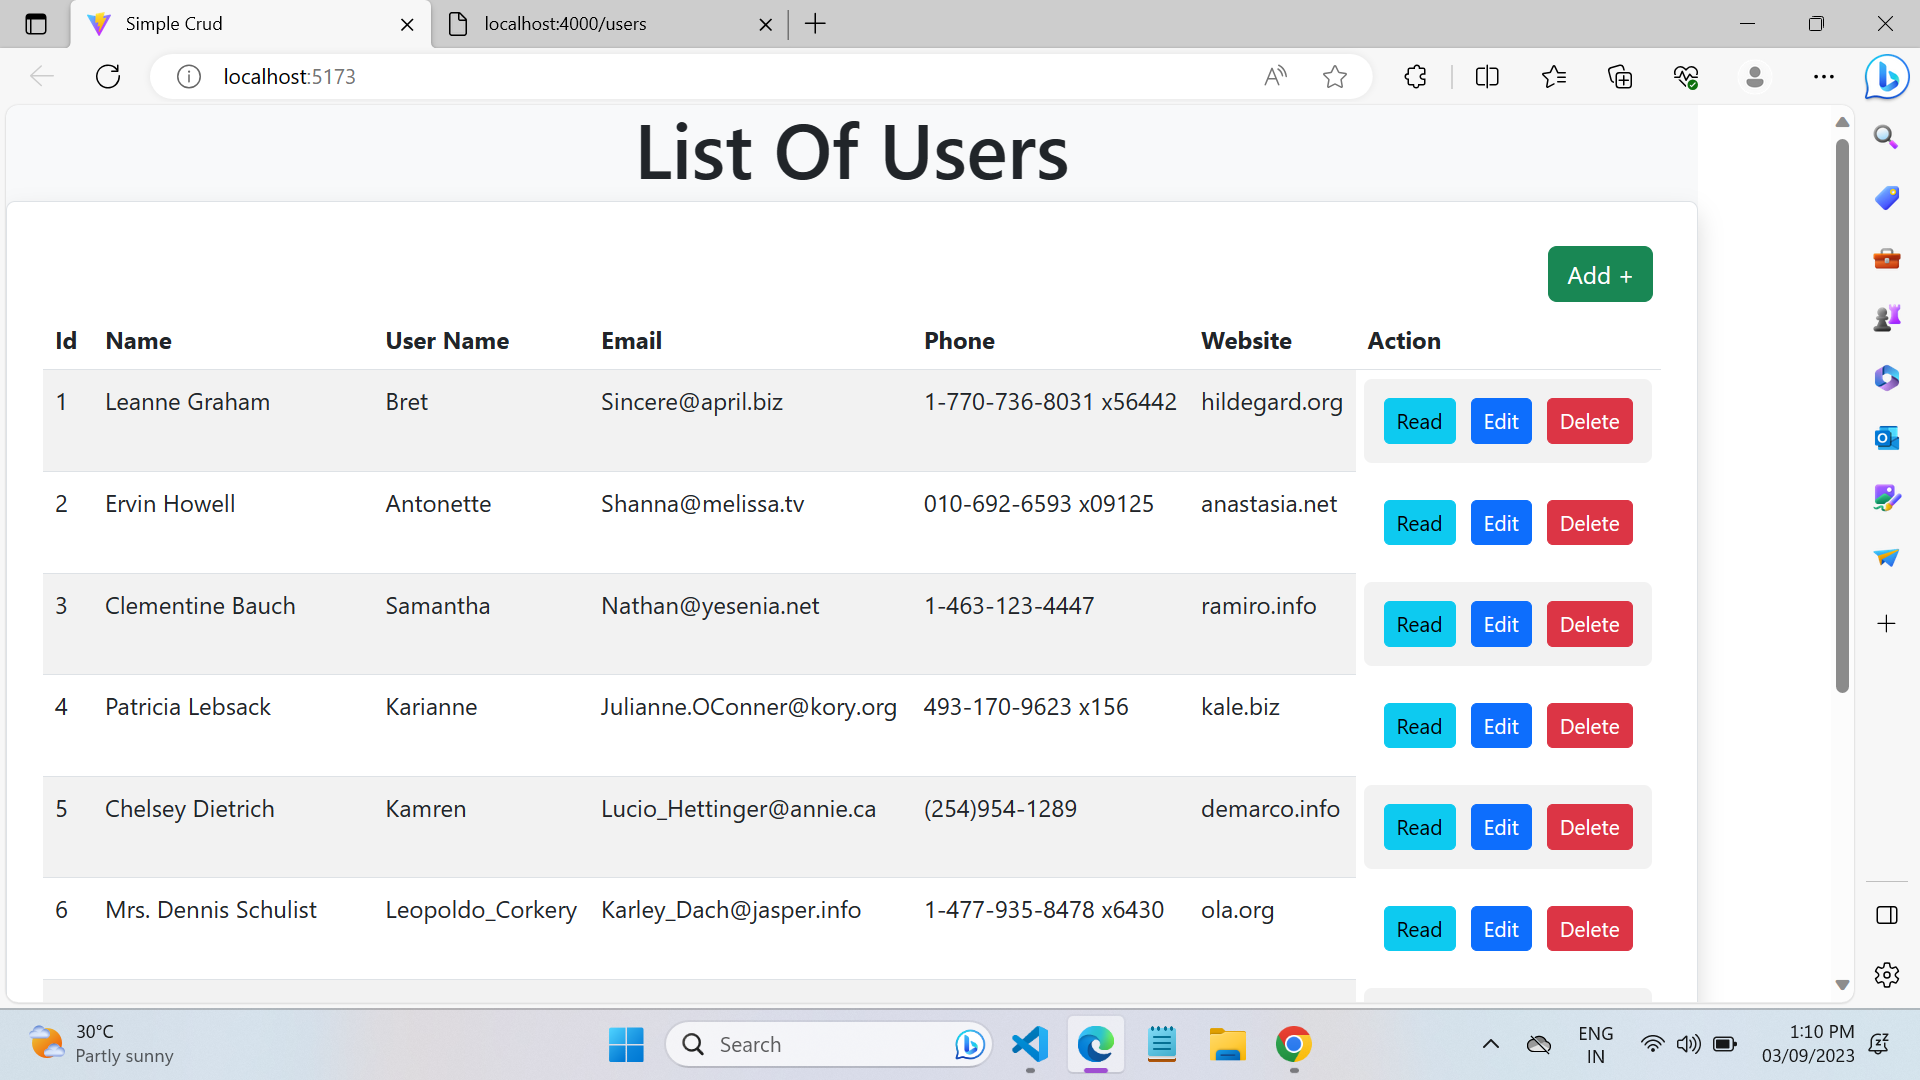 Simple Crud
localhost:4000/users
localhost:5173
List Of Users
Add +
Id Name User Name Email Phone Website Action
1 Leanne Graham Bret Sincere@april.biz 1-770-736-8031 x56442 hildegard.org Read Edit Delete
2 Ervin Howell Antonette Shanna@melissa.tv 010-692-6593 x09125 anastasia.net Read Edit Delete
3 Clementine Bauch Samantha Nathan@yesenia.net 1-463-123-4447 ramiro.info Read Edit Delete
4 Patricia Lebsack Karianne Julianne.OConner@kory.org 493-170-9623 x156 kale.biz Read Edit Delete
5 Chelsey Dietrich Kamren Lucio_Hettinger@annie.ca (254)954-1289 demarco.info Read Edit Delete
6 Mrs. Dennis Schulist Leopoldo_Corkery Karley_Dach@jasper.info 1-477-935-8478 x6430 ola.org Read Edit Delete
30°C
Partly sunny
Search
ENG
IN
1:10 PM
03/09/2023